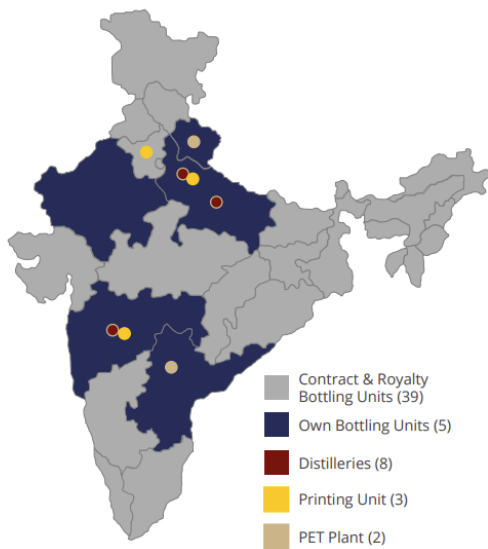 Contract & Royalty
Bottling Units (39)
Own Bottling Units (5)
Distilleries (8)
Printing Unit (3)
PET Plant (2)